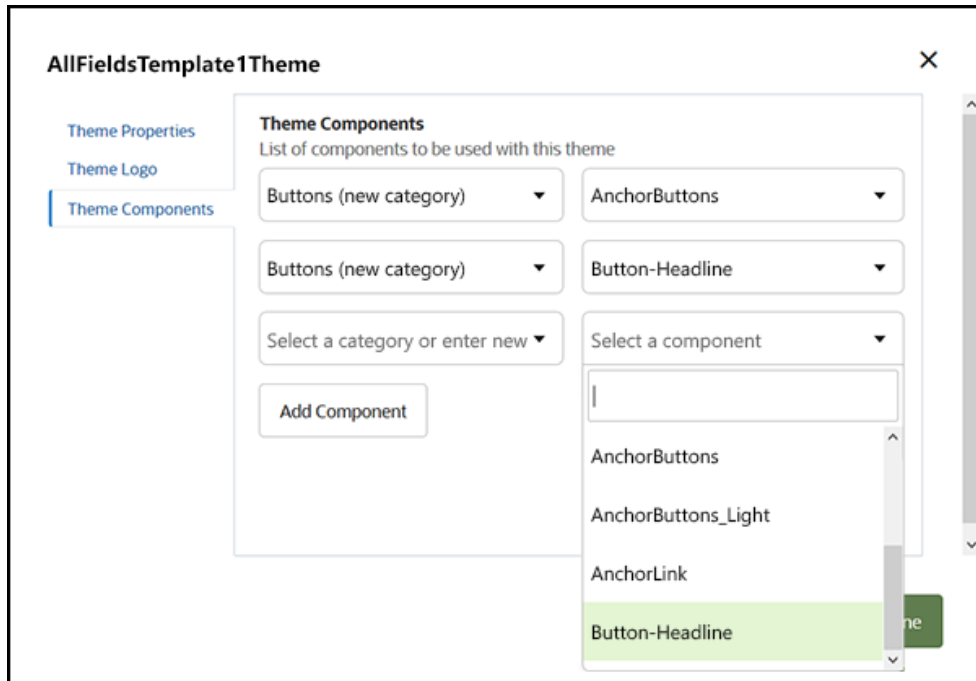 AllFieldsTemplate1Theme
Theme Properties
Theme Logo
Theme Components
Theme Components
List of components to be used with this theme
Buttons (new category) AnchorButtons
Buttons (new category) Button-Headline
Select a category or enter new Select a component
Add Component
AnchorButtons
AnchorButtons_Light
AnchorLink
Button-Headline